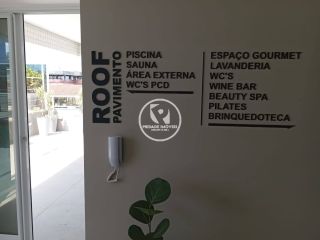 ROOF
PAVIMENTO
PISCINA
SAUNA
ÁREA EXTERNA
WC'S PCD
ESPAÇO GOURMET
LAVANDERIA
WC'S
WINE BAR
BEAUTY SPA
PILATES
BRINQUEDOTECA